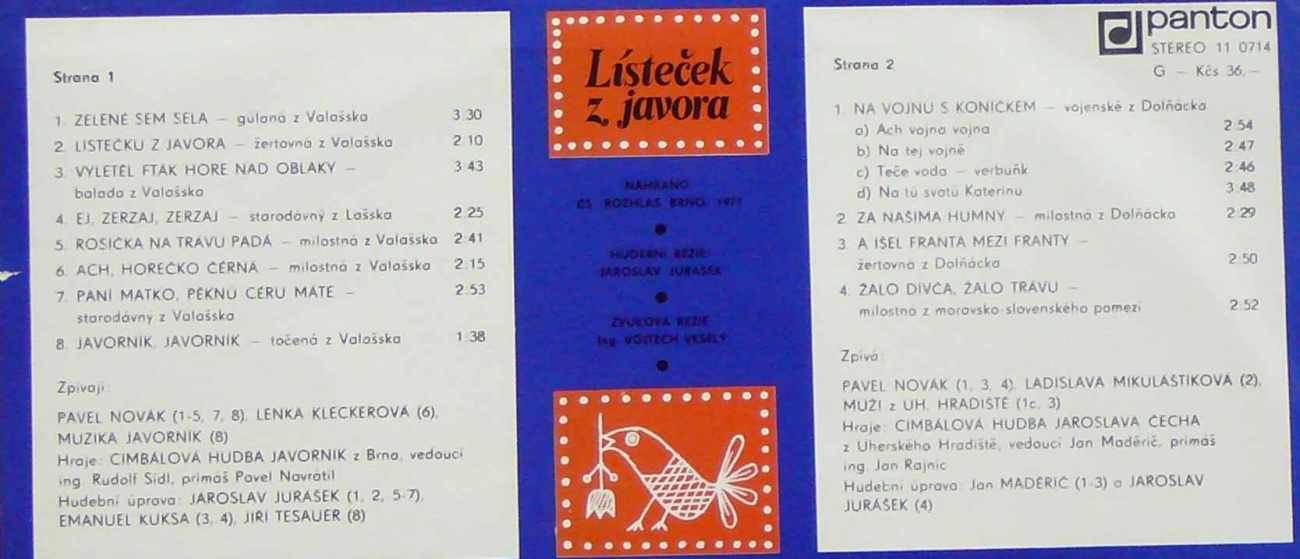 Strana 1
1. ZELENÉ SEM SELA – gulaná z Valašska 3.30
2. LÍSTEČKU Z JAVORA – žertovná z Valašska 2.10
3. VYLETĚL FTÁK HORE NAD OBLAKY – 3.43
balada z Valašska
4. EJ, ZERZAJ, ZERZAJ – starodávný z Lašska 2.25
5. ROSIČKA NA TRAVU PADÁ – milostná z Valašska 2.41
6. ACH, HOREČKO ČERNÁ – milostná z Valašska 2.15
7. PANÍ MATKO, PĚKNÚ CÉRU MÁTE – 2.53
starodávný z Valašska
8. JAVORNÍK, JAVORNÍK – točená z Valašska 1.38
Zpívají:
PAVEL NOVÁK (1-5, 7, 8), LENKA KLECKEROVÁ (6),
MUZIKA JAVORNÍK (8)
Hraje: CIMBÁLOVÁ HUDBA JAVORNÍK z Brna, vedoucí
ing. Rudolf Sídl, primáš Pavel Navrátil
Hudební úprava: JAROSLAV JURÁŠEK (1, 2, 5-7),
EMANUEL KUKSA (3, 4), JIŘÍ TESAUER (8)
Lísteček
z javora
NAHRÁNO
ČS. ROZHLAS BRNO,
HUDEBNÍ REŽIE:
JAROSLAV JURÁŠEK
ZVUKOVÁ REŽIE
Ing. VOJTĚCH VESELÝ
panton
STEREO 11 0714
G – Kčs 36,–
Strana 2
1. NA VOJNU S KONÍČKEM – vojenské z Dolňácka
a) Ach vojna vojna 2.54
b) Na tej vojně 2.47
c) Teče voda – verbuňk 2.46
d) Na tú svatú Kateřinu 3.48
2. ZA NAŠIMA HUMNY – milostná z Dolňácka 2.29
3. A IŠEL FRANTA MEZI FRANTY –
žertovná z Dolňácka 2.50
4. ŽALO DÍVČA, ŽALO TRÁVU –
milostná z moravsko-slovenského pomezí 2.52
Zpívá:
PAVEL NOVÁK (1, 3, 4), LADISLAVA MIKULÁŠTÍKOVÁ (2),
MUŽI z UH. HRADIŠTĚ (1c, 3)
Hraje: CIMBÁLOVÁ HUDBA JAROSLAVA ČECHA
z Uherského Hradiště, vedoucí Jan Maděrič, primáš
ing. Jan Rajnic
Hudební úprava: Jan MADĚRIČ (1-3) a JAROSLAV
JURÁŠEK (4)